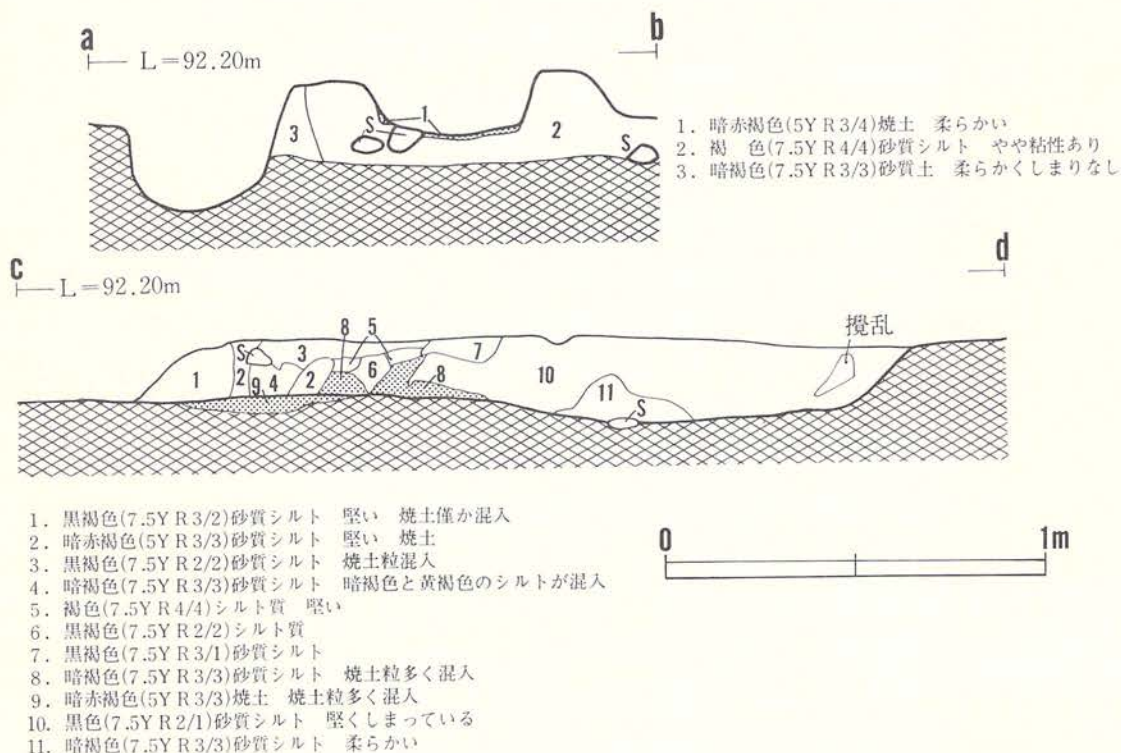 a b
L=92.20m
1
3 S 2
S
1. 暗赤褐色(5YR3/4)焼土 柔らかい
2. 褐 色(7.5YR4/4)砂質シルト やや粘性あり
3. 暗褐色(7.5YR3/3)砂質土 柔らかくしまりなし
c d
L=92.20m
8 5 攪乱
S 3 7
1 2 9 4 2 6 8 10 11
S
1. 黒褐色(7.5YR3/2)砂質シルト 堅い 焼土僅か混入
2. 暗赤褐色(5YR3/3)砂質シルト 堅い 焼土
3. 黒褐色(7.5YR2/2)砂質シルト 焼土粒混入
4. 暗褐色(7.5YR3/3)砂質シルト 暗褐色と黄褐色のシルトが混入
5. 褐色(7.5YR4/4)シルト質 堅い
6. 黒褐色(7.5YR2/2)シルト質
7. 黒褐色(7.5YR3/1)砂質シルト
8. 暗褐色(7.5YR3/3)砂質シルト 焼土粒多く混入
9. 暗赤褐色(5YR3/3)焼土 焼土粒多く混入
10. 黒色(7.5YR2/1)砂質シルト 堅くしまっている
11. 暗褐色(7.5YR3/3)砂質シルト 柔らかい
0 1m